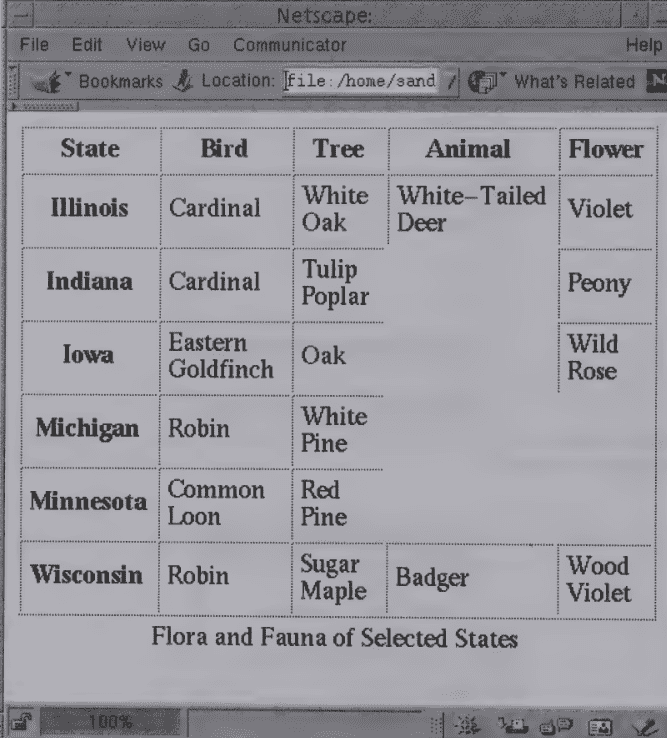 Netscape:
File Edit View Go Communicator Help
Bookmarks Location: file:/home/sand What's Related N
State Bird Tree Animal Flower
Illinois Cardinal White Oak White–Tailed Deer Violet
Indiana Cardinal Tulip Poplar Peony
Iowa Eastern Goldfinch Oak Wild Rose
Michigan Robin White Pine
Minnesota Common Loon Red Pine
Wisconsin Robin Sugar Maple Badger Wood Violet
Flora and Fauna of Selected States
100%